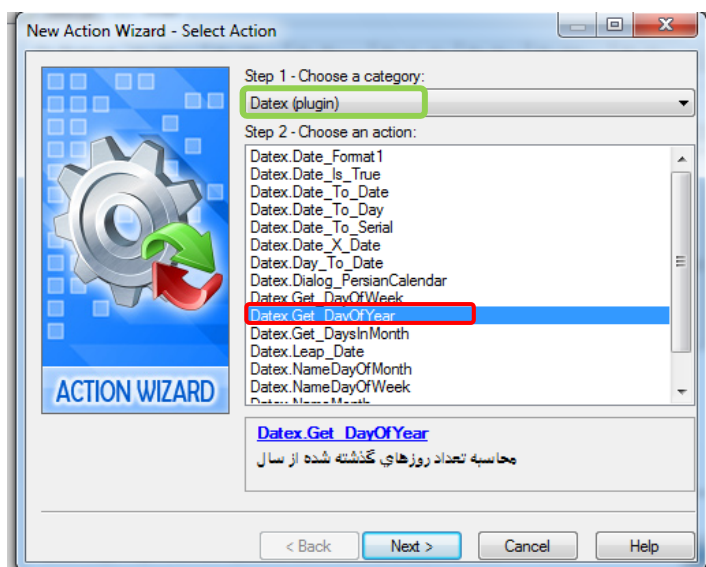 New Action Wizard - Select Action
Step 1 - Choose a category:
Datex (plugin)
Step 2 - Choose an action:
Datex.Date_Format1
Datex.Date_Is_True
Datex.Date_To_Date
Datex.Date_To_Day
Datex.Date_To_Serial
Datex.Date_X_Date
Datex.Day_To_Date
Datex.Dialog_PersianCalendar
Datex.Get_DayOfWeek
Datex.Get_DayOfYear
Datex.Get_DaysInMonth
Datex.Leap_Date
Datex.NameDayOfMonth
Datex.NameDayOfWeek
Datex.NameMonth
ACTION WIZARD
Datex.Get_DayOfYear
محاسبه تعداد روزهاي گذشته شده از سال
< Back
Next >
Cancel
Help